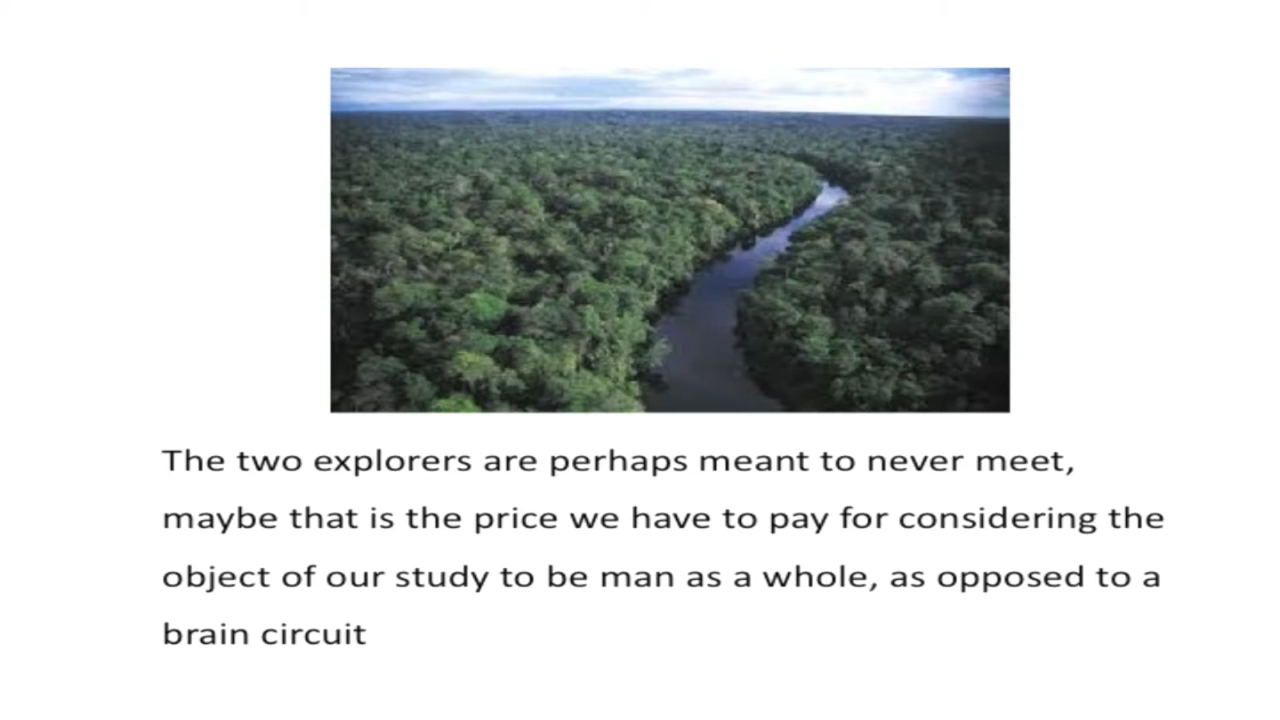 The two explorers are perhaps meant to never meet,
maybe that is the price we have to pay for considering the
object of our study to be man as a whole, as opposed to a
brain circuit